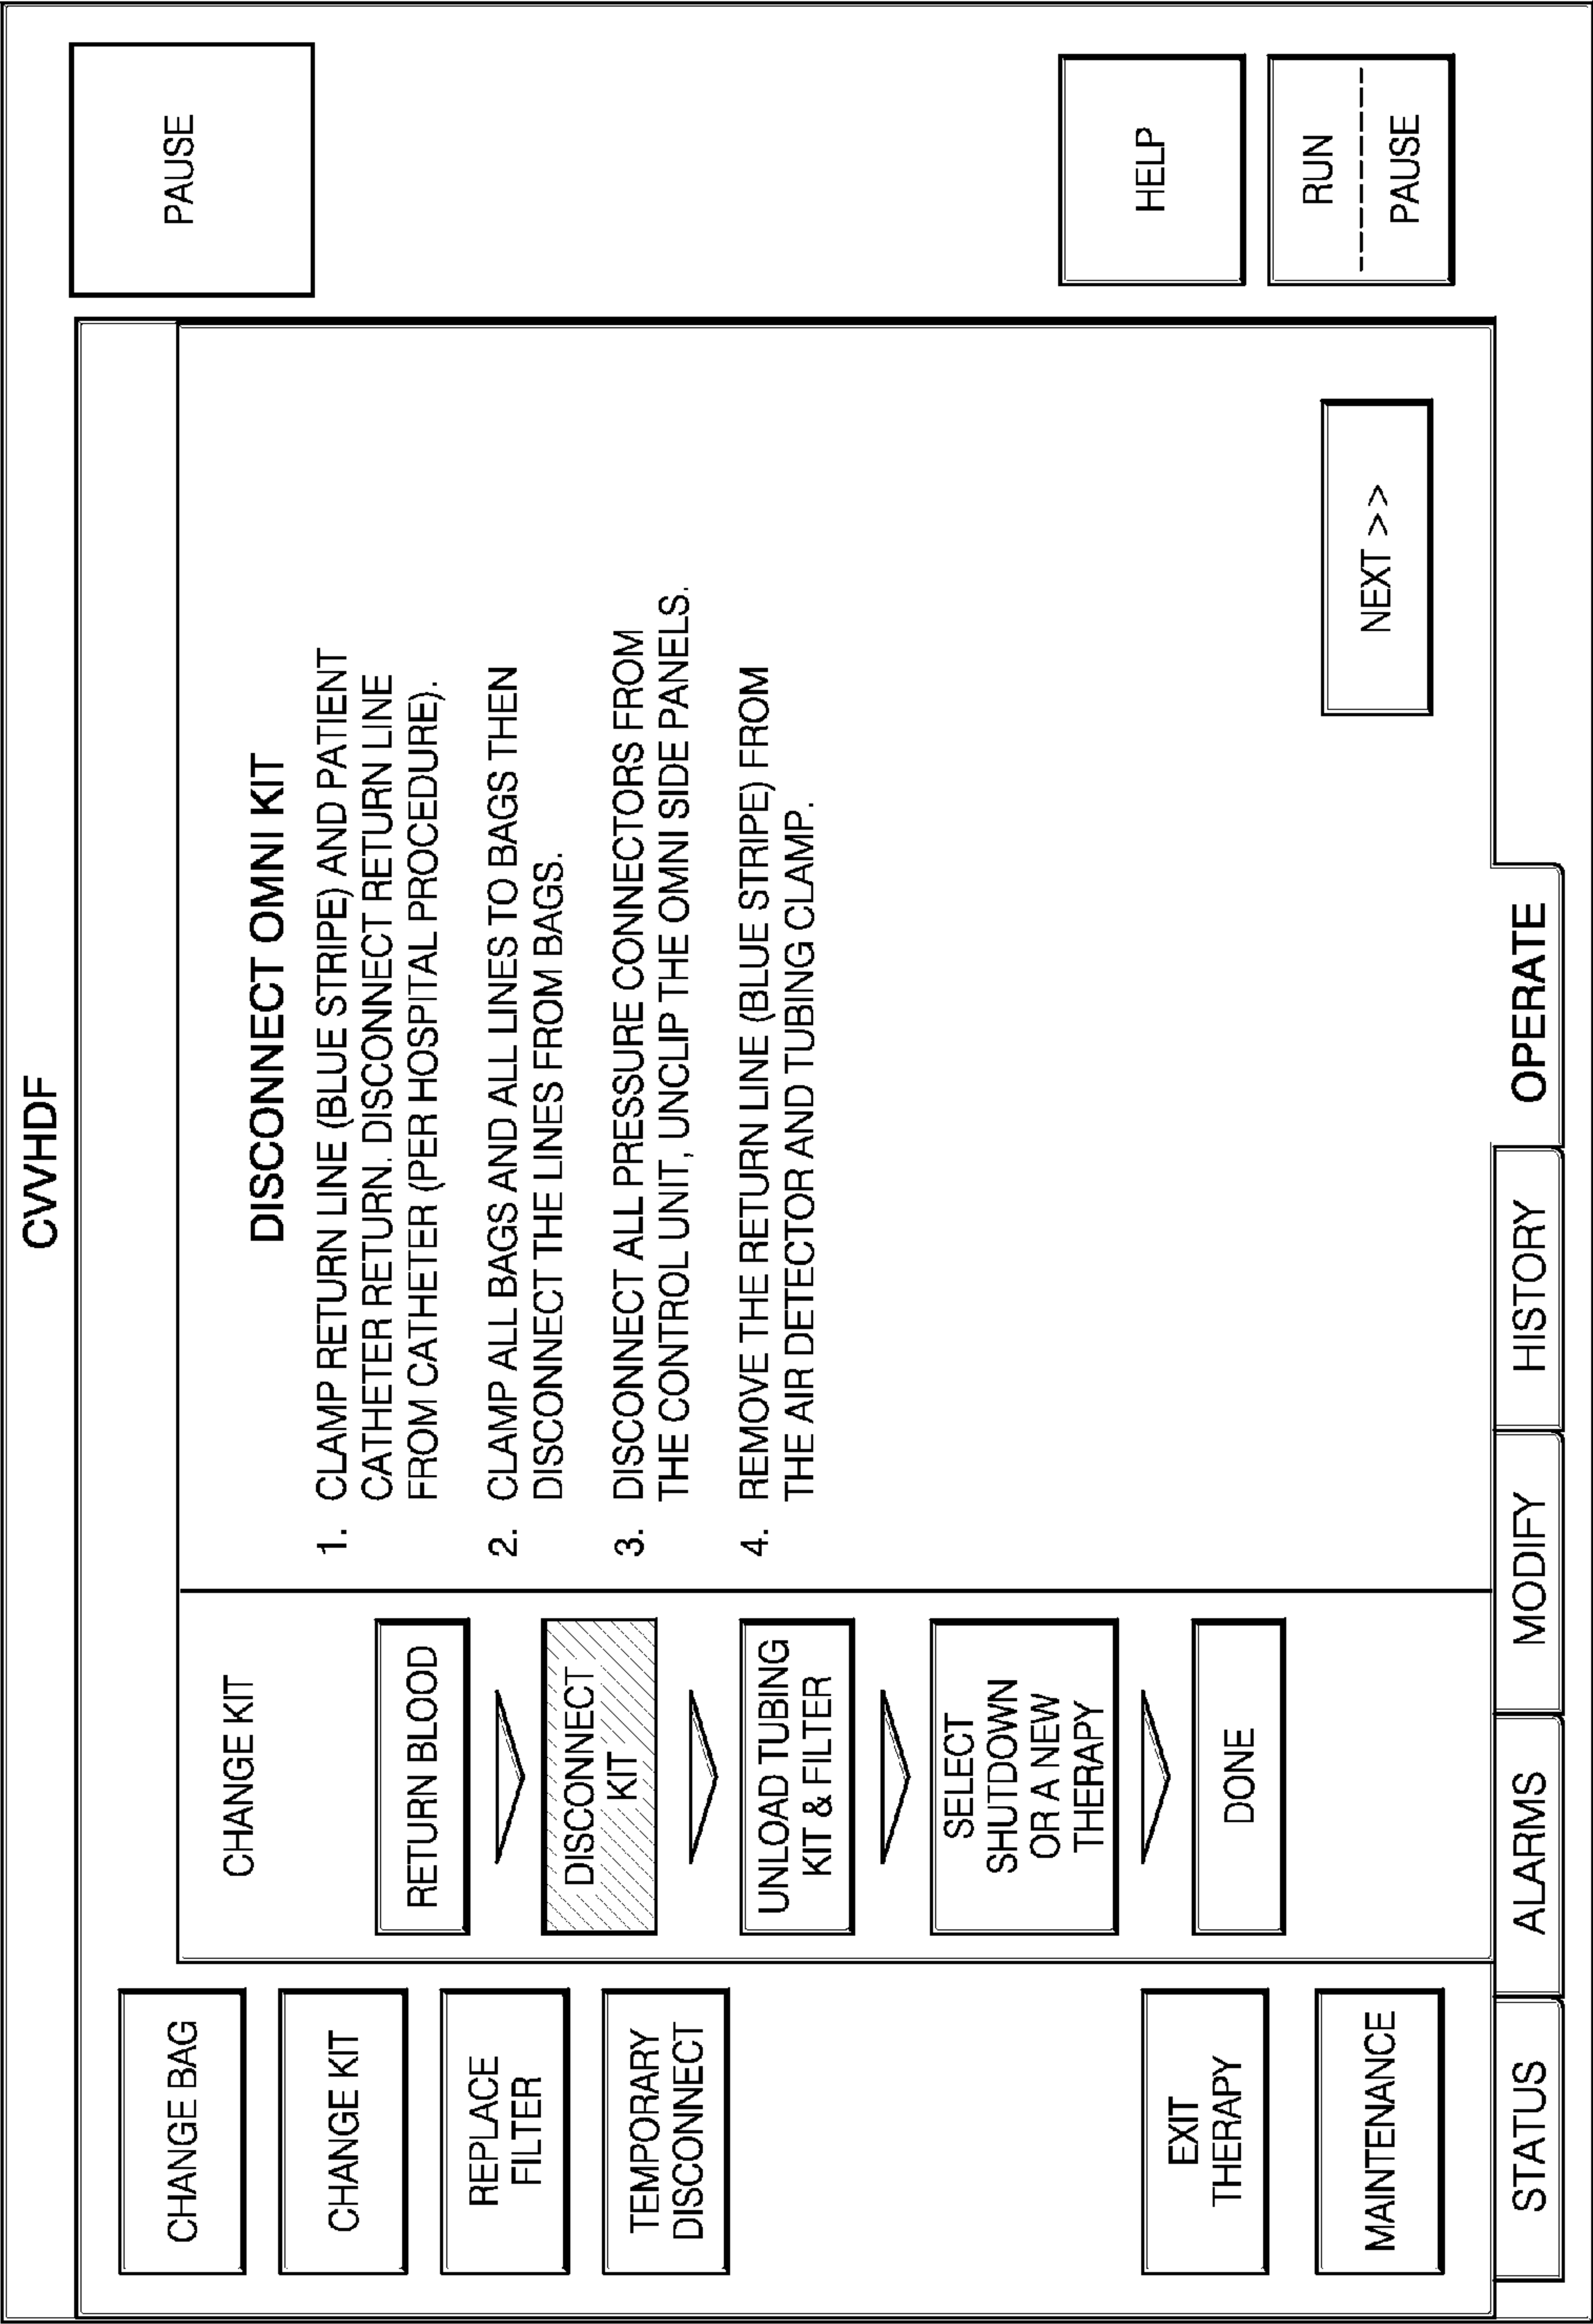 CVVHDF
PAUSE
CHANGE BAG
CHANGE KIT
REPLACE
FILTER
TEMPORARY
DISCONNECT
EXIT
THERAPY
MAINTENANCE
CHANGE KIT
RETURN BLOOD
DISCONNECT
KIT
UNLOAD TUBING
KIT & FILTER
SELECT
SHUTDOWN
OR A NEW
THERAPY
DONE
DISCONNECT OMNI KIT
1. CLAMP RETURN LINE (BLUE STRIPE) AND PATIENT
CATHETER RETURN. DISCONNECT RETURN LINE
FROM CATHETER (PER HOSPITAL PROCEDURE).
2. CLAMP ALL BAGS AND ALL LINES TO BAGS THEN
DISCONNECT THE LINES FROM BAGS.
3. DISCONNECT ALL PRESSURE CONNECTORS FROM
THE CONTROL UNIT, UNCLIP THE OMNI SIDE PANELS.
4. REMOVE THE RETURN LINE (BLUE STRIPE) FROM
THE AIR DETECTOR AND TUBING CLAMP.
NEXT >>
HELP
RUN
PAUSE
STATUS
ALARMS
MODIFY
HISTORY
OPERATE